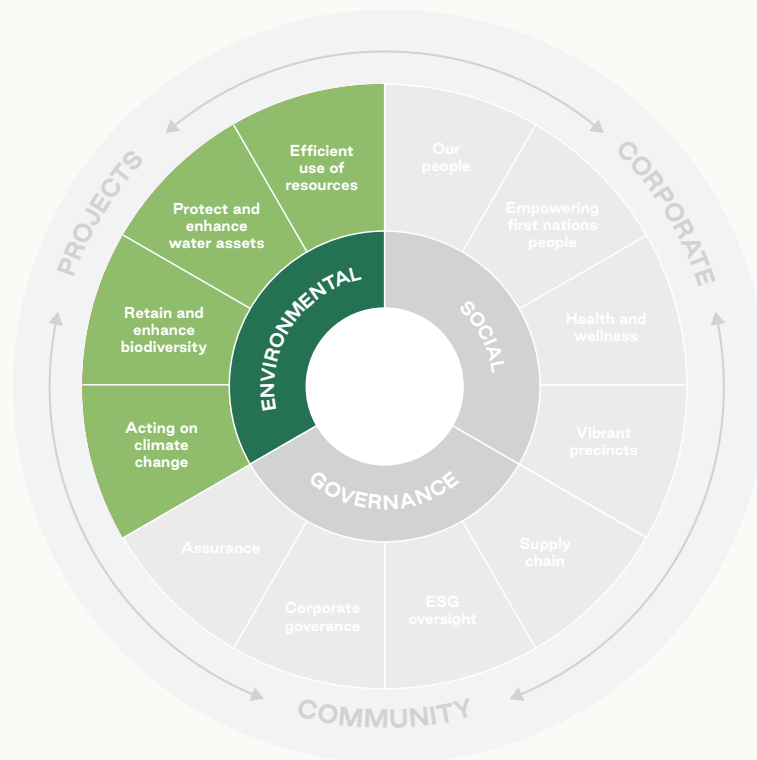 PROJECTS
CORPORATE
COMMUNITY
ENVIRONMENTAL
SOCIAL
GOVERNANCE
Efficient
use of
resources
Protect and
enhance
water assets
Retain and
enhance
biodiversity
Acting on
climate
change
Our
people
Empowering
first nations
people
Health and
wellness
Vibrant
precincts
Supply
chain
ESG
oversight
Corporate
goverance
Assurance